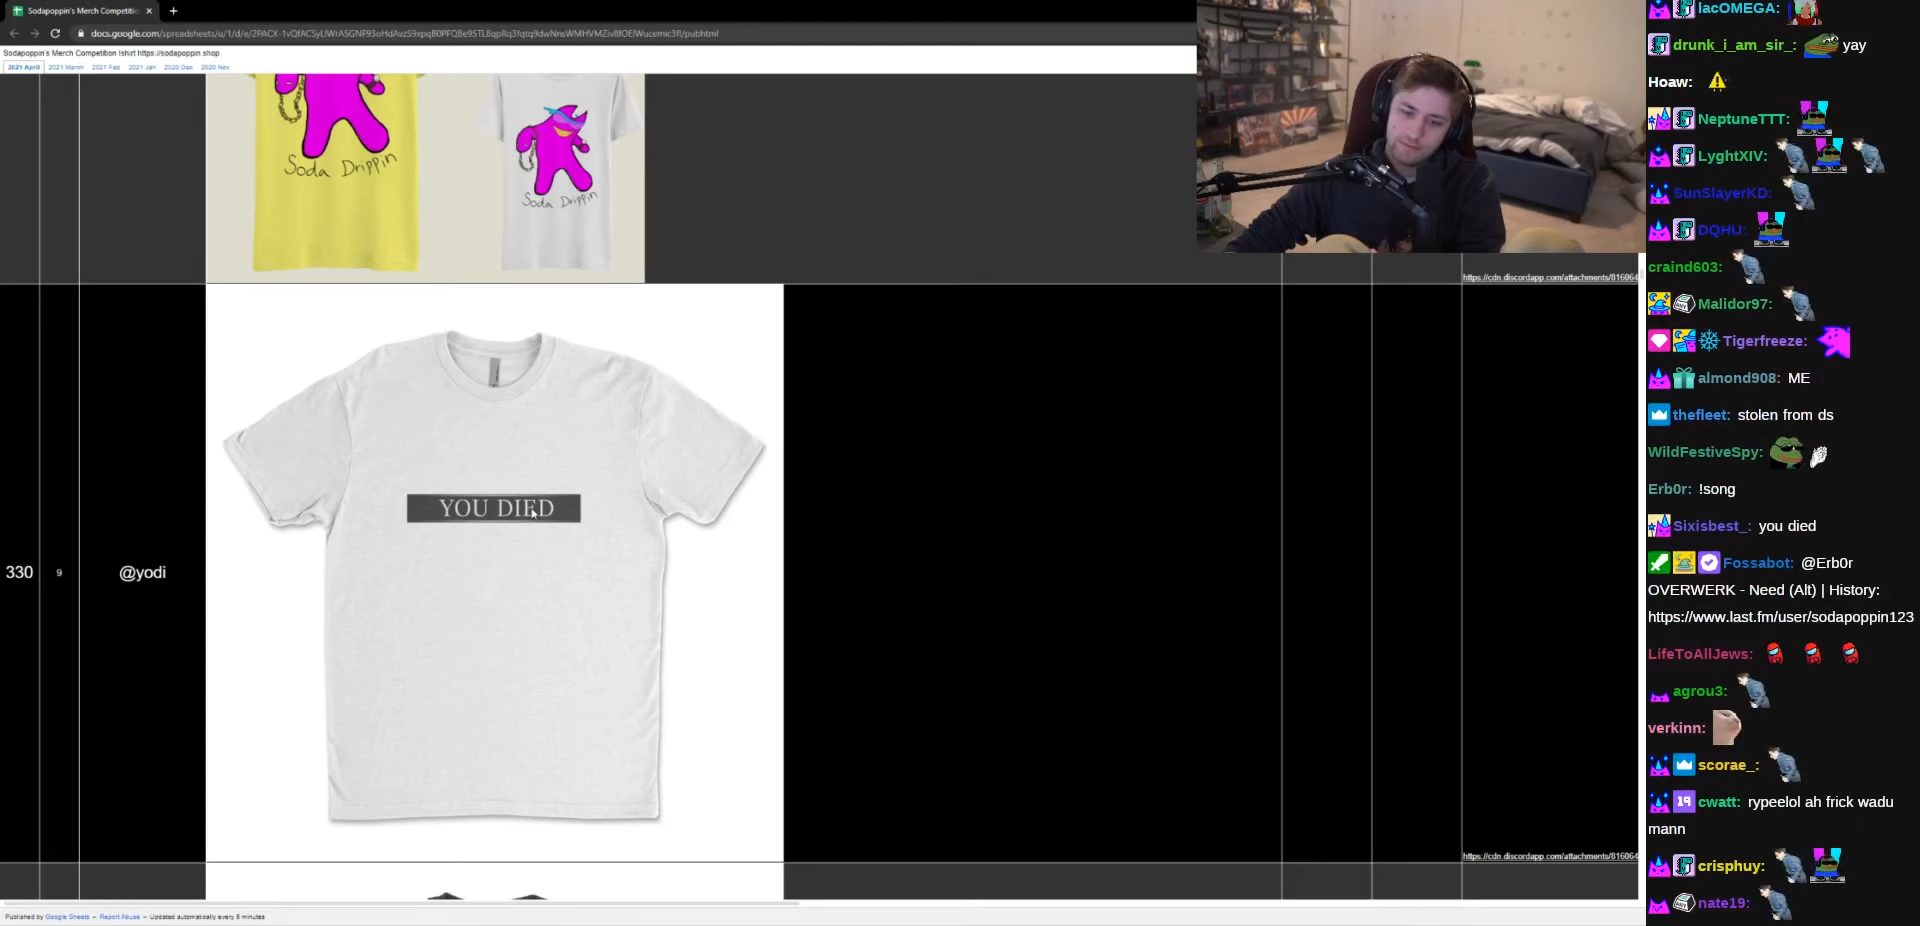 Sodapoppin's Merch Competitio
docs.google.com/spreadsheets/u/1/d/e/
Sodapoppin's Merch Competition tshirt https://sodapoppin.shop
2021 April 2021 March 2021 Feb 2021 Jan 2020 Dec 2020 Nov
Soda Drippin
Soda Drippin
https://cdn.discordapp.com/attachments/816064
YOU DIED
330 9 @yodi
https://cdn.discordapp.com/attachments/816064
Published by Google Sheets – Report Abuse – Updated automatically every 5 minutes
lacOMEGA:
drunk_i_am_sir_: yay
Hoaw:
NeptuneTTT:
LyghtXIV:
SunSlayerKD:
DQHU:
craind603:
Malidor97:
Tigerfreeze:
almond908: ME
thefleet: stolen from ds
WildFestiveSpy:
Erb0r: !song
Sixisbest_: you died
Fossabot: @Erb0r
OVERWERK - Need (Alt) | History:
https://www.last.fm/user/sodapoppin123
LifeToAllJews:
agrou3:
verkinn:
scorae_:
19 cwatt: rypeelol ah frick wadu
mann
crisphuy:
nate19: